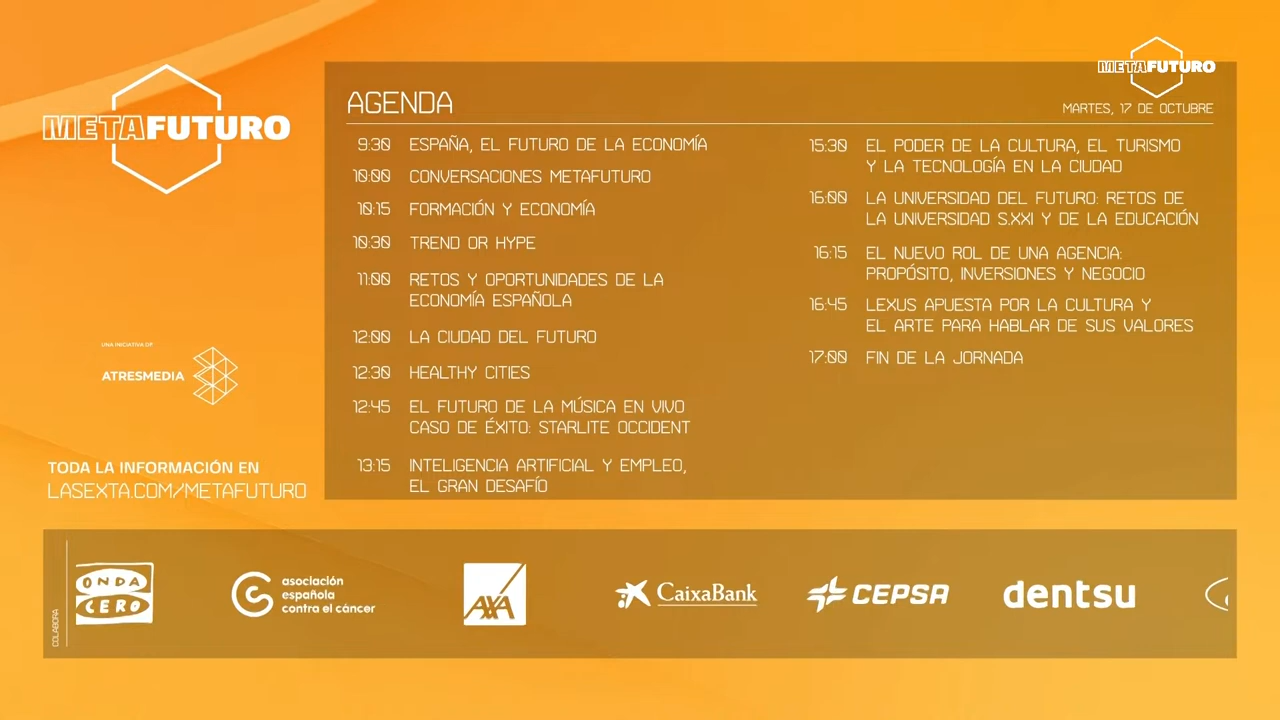 METAFUTURO
UNA INICIATIVA DE
ATRESMEDIA
TODA LA INFORMACIÓN EN
LASEXTA.COM/METAFUTURO
METAFUTURO
AGENDA
MARTES, 17 DE OCTUBRE
9:30 ESPAÑA, EL FUTURO DE LA ECONOMÍA
10:00 CONVERSACIONES METAFUTURO
10:15 FORMACIÓN Y ECONOMÍA
10:30 TREND OR HYPE
11:00 RETOS Y OPORTUNIDADES DE LA
ECONOMÍA ESPAÑOLA
12:00 LA CIUDAD DEL FUTURO
12:30 HEALTHY CITIES
12:45 EL FUTURO DE LA MÚSICA EN VIVO
CASO DE ÉXITO: STARLITE OCCIDENT
13:15 INTELIGENCIA ARTIFICIAL Y EMPLEO,
EL GRAN DESAFÍO
15:30 EL PODER DE LA CULTURA, EL TURISMO
Y LA TECNOLOGÍA EN LA CIUDAD
16:00 LA UNIVERSIDAD DEL FUTURO: RETOS DE
LA UNIVERSIDAD S.XXI Y DE LA EDUCACIÓN
16:15 EL NUEVO ROL DE UNA AGENCIA:
PROPÓSITO, INVERSIONES Y NEGOCIO
16:45 LEXUS APUESTA POR LA CULTURA Y
EL ARTE PARA HABLAR DE SUS VALORES
17:00 FIN DE LA JORNADA
COLABORA
ONDA
CERO
asociación
española
contra el cáncer
AXA
CaixaBank
CEPSA
dentsu